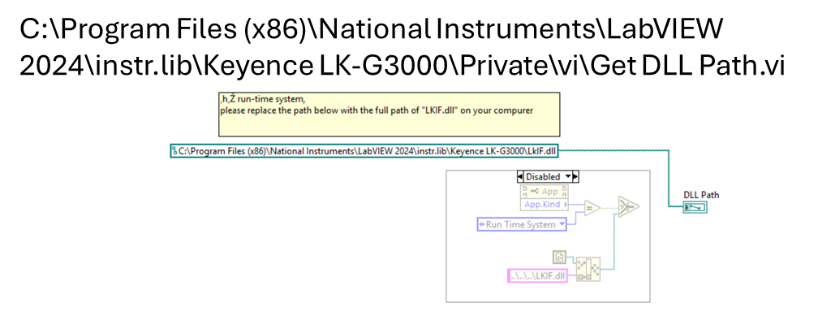 C:\Program Files (x86)\National Instruments\LabVIEW
2024\instr.lib\Keyence LK-G3000\Private\vi\Get DLL Path.vi
,h,Ž run-time system,
please replace the path below with the full path of "LKIF.dll" on your compurer
C:\Program Files (x86)\National Instruments\LabVIEW 2024\instr.lib\Keyence LK-G3000\LkIF.dll
Disabled
App
App.Kind
DLL Path
Run Time System
..\..\..\LKIF.dll